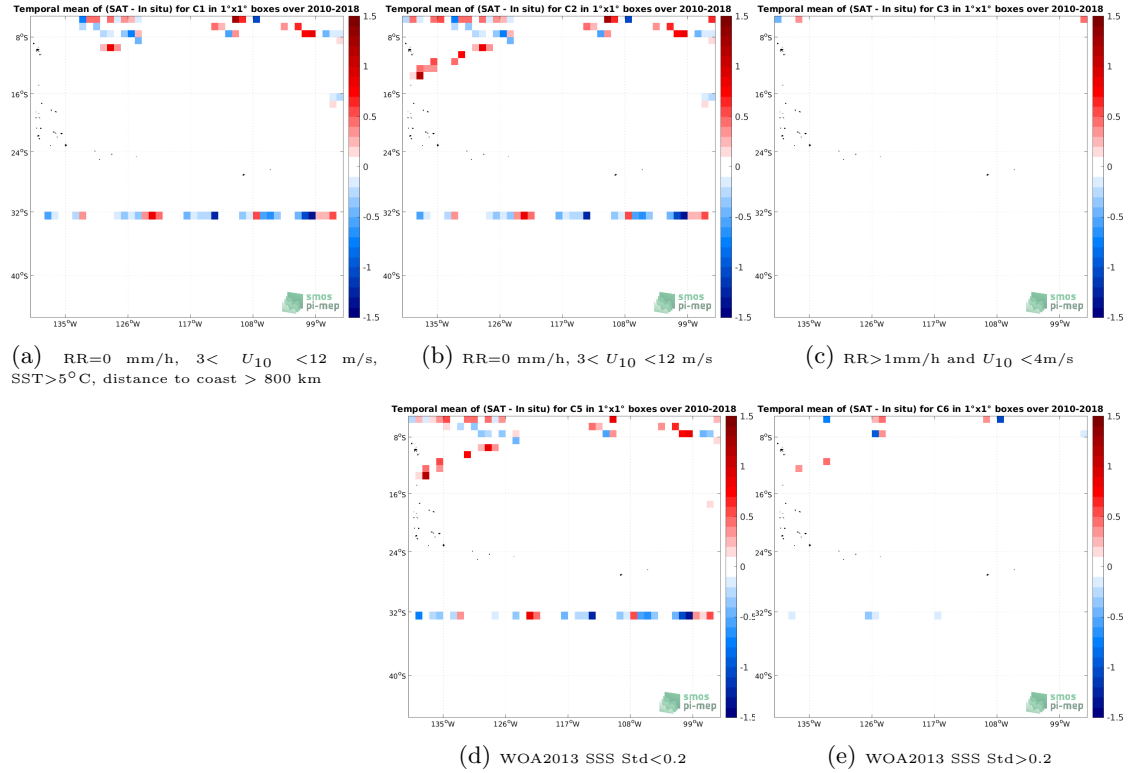 Temporal mean of (SAT - In situ) for C1 in 1°x1° boxes over 2010-2018
8°S
16°S
24°S
32°S
40°S
135°W
126°W
117°W
108°W
99°W
1.5
1
0.5
0
-0.5
-1
-1.5
smos
pi-mep
(a) RR=0 mm/h, 3< U10 <12 m/s,
SST>5°C, distance to coast > 800 km
Temporal mean of (SAT - In situ) for C2 in 1°x1° boxes over 2010-2018
8°S
16°S
24°S
32°S
40°S
135°W
126°W
117°W
108°W
99°W
1.5
1
0.5
0
-0.5
-1
-1.5
smos
pi-mep
(b) RR=0 mm/h, 3< U10 <12 m/s
Temporal mean of (SAT - In situ) for C3 in 1°x1° boxes over 2010-2018
8°S
16°S
24°S
32°S
40°S
135°W
126°W
117°W
108°W
99°W
1.5
1
0.5
0
-0.5
-1
-1.5
smos
pi-mep
(c) RR>1mm/h and U10 <4m/s
Temporal mean of (SAT - In situ) for C5 in 1°x1° boxes over 2010-2018
8°S
16°S
24°S
32°S
40°S
135°W
126°W
117°W
108°W
99°W
1.5
1
0.5
0
-0.5
-1
-1.5
smos
pi-mep
(d) WOA2013 SSS Std<0.2
Temporal mean of (SAT - In situ) for C6 in 1°x1° boxes over 2010-2018
8°S
16°S
24°S
32°S
40°S
135°W
126°W
117°W
108°W
99°W
1.5
1
0.5
0
-0.5
-1
-1.5
smos
pi-mep
(e) WOA2013 SSS Std>0.2